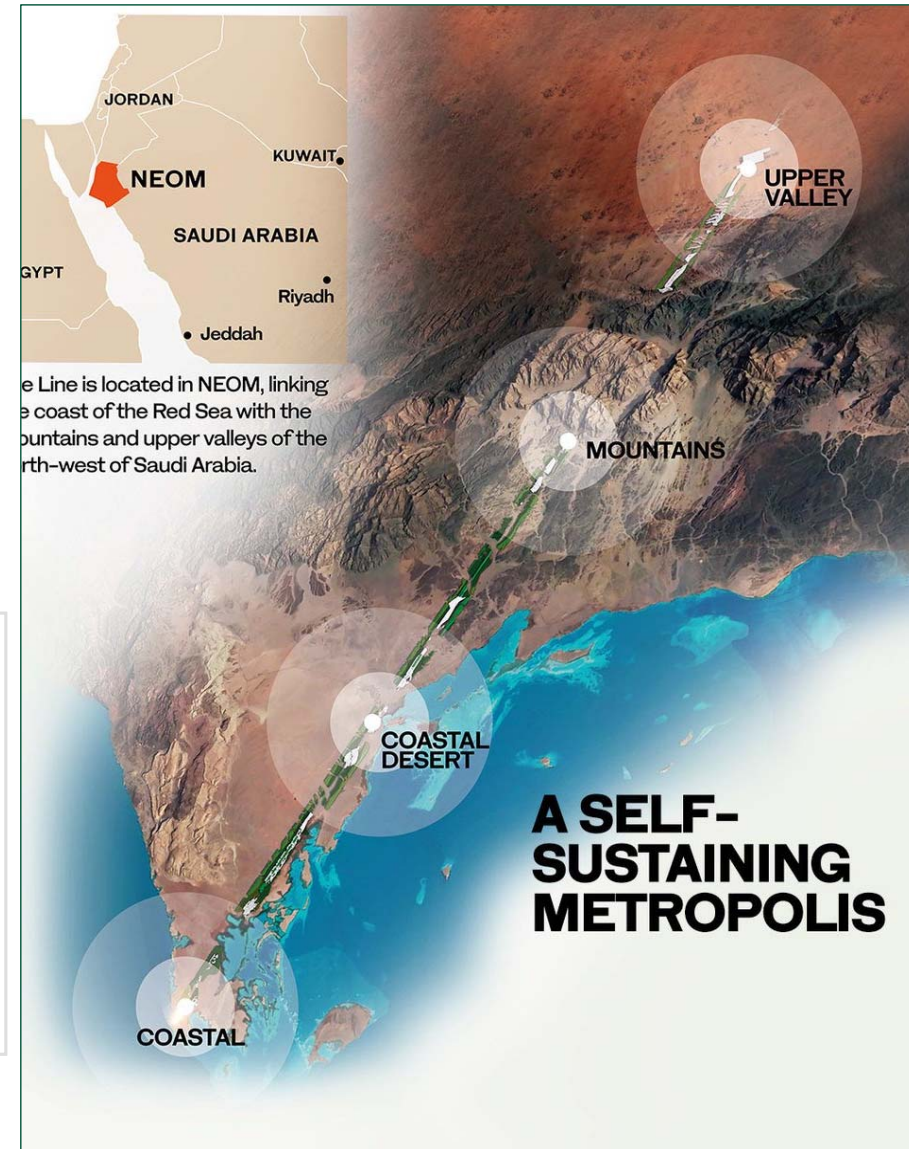 JORDAN
NEOM
KUWAIT
SAUDI ARABIA
GYPT
Riyadh
Jeddah
e Line is located in NEOM, linking
e coast of the Red Sea with the
ountains and upper valleys of the
rth-west of Saudi Arabia.
UPPER
VALLEY
MOUNTAINS
COASTAL
DESERT
A SELF-
SUSTAINING
METROPOLIS
COASTAL